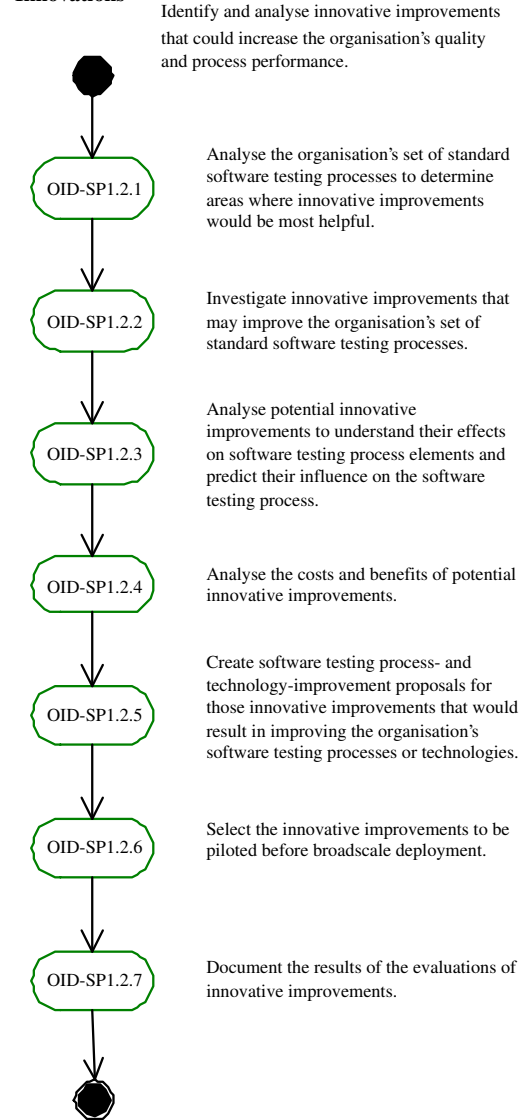 Identify and analyse innovative improvements
that could increase the organisation's quality
and process performance.
OID-SP1.2.1
Analyse the organisation's set of standard
software testing processes to determine
areas where innovative improvements
would be most helpful.
OID-SP1.2.2
Investigate innovative improvements that
may improve the organisation's set of
standard software testing processes.
OID-SP1.2.3
Analyse potential innovative
improvements to understand their effects
on software testing process elements and
predict their influence on the software
testing process.
OID-SP1.2.4
Analyse the costs and benefits of potential
innovative improvements.
OID-SP1.2.5
Create software testing process- and
technology-improvement proposals for
those innovative improvements that would
result in improving the organisation's
software testing processes or technologies.
OID-SP1.2.6
Select the innovative improvements to be
piloted before broadscale deployment.
OID-SP1.2.7
Document the results of the evaluations of
innovative improvements.